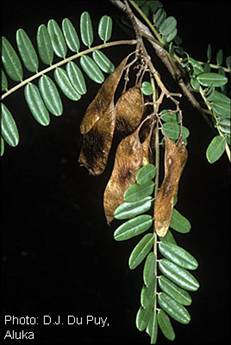 Photo: D.J. Du Puy,
Aluka